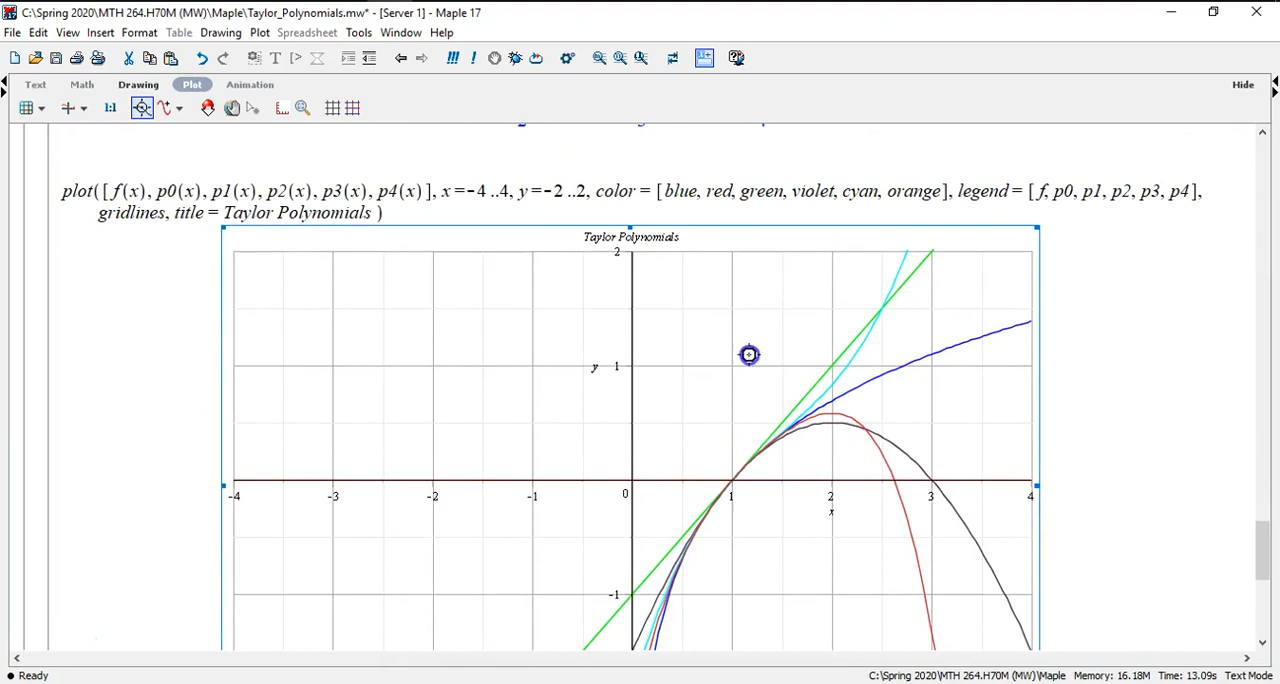 C:\Spring 2020\MTH 264.H70M (MW)\Maple\Taylor_Polynomials.mw* - [Server 1] - Maple 17
File Edit View Insert Format Table Drawing Plot Spreadsheet Tools Window Help
Text Math Drawing Plot Animation Hide
1:1
plot([f(x), p0(x), p1(x), p2(x), p3(x), p4(x)], x=-4..4, y=-2..2, color = [blue, red, green, violet, cyan, orange], legend = [f, p0, p1, p2, p3, p4],
gridlines, title = Taylor Polynomials )
Taylor Polynomials
2
y 1
-4 -3 -2 -1 0 1 2 3 4
x
-1
Ready C:\Spring 2020\MTH 264.H70M (MW)\Maple Memory: 16.18M Time: 13.09s Text Mode